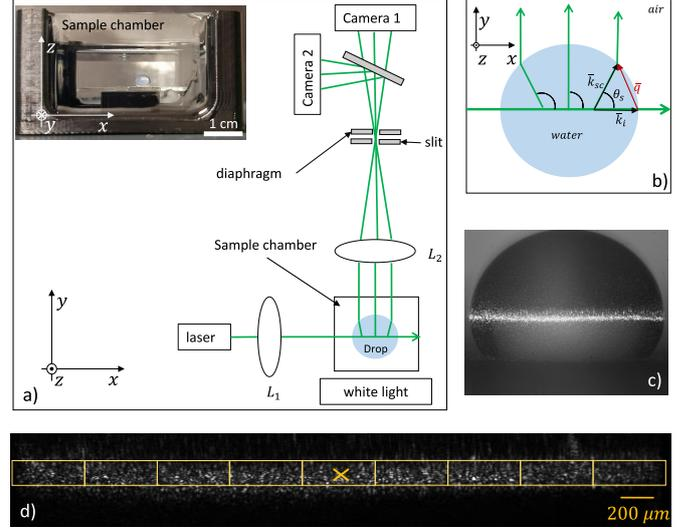 Sample chamber
z
y
x
1 cm
Camera 1
Camera 2
diaphragm
slit
Sample chamber
L₂
laser
Drop
L₁
white light
y
z
x
a)
y
z
x
air
k̄sc
θs
q̄
k̄i
water
b)
c)
d)
200 μm